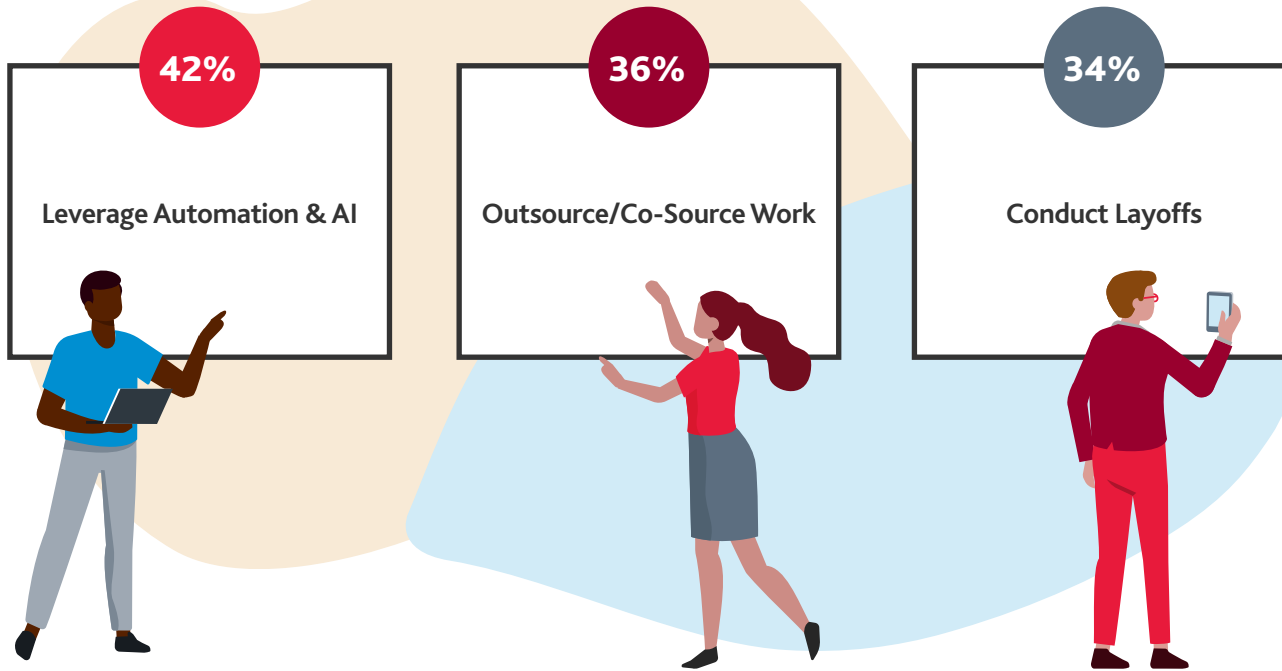 42%
Leverage Automation & AI
36%
Outsource/Co-Source Work
34%
Conduct Layoffs